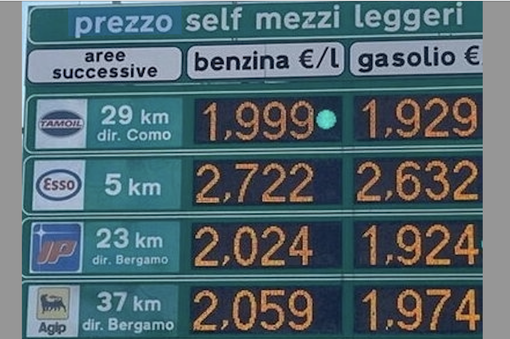 prezzo self mezzi leggeri
aree successive
benzina €/l
gasolio €
TAMOIL
29 km
dir. Como
1,999
1,929
Esso
5 km
2,722
2,632
IP
23 km
dir. Bergamo
2,024
1,924
Agip
37 km
dir. Bergamo
2,059
1,974